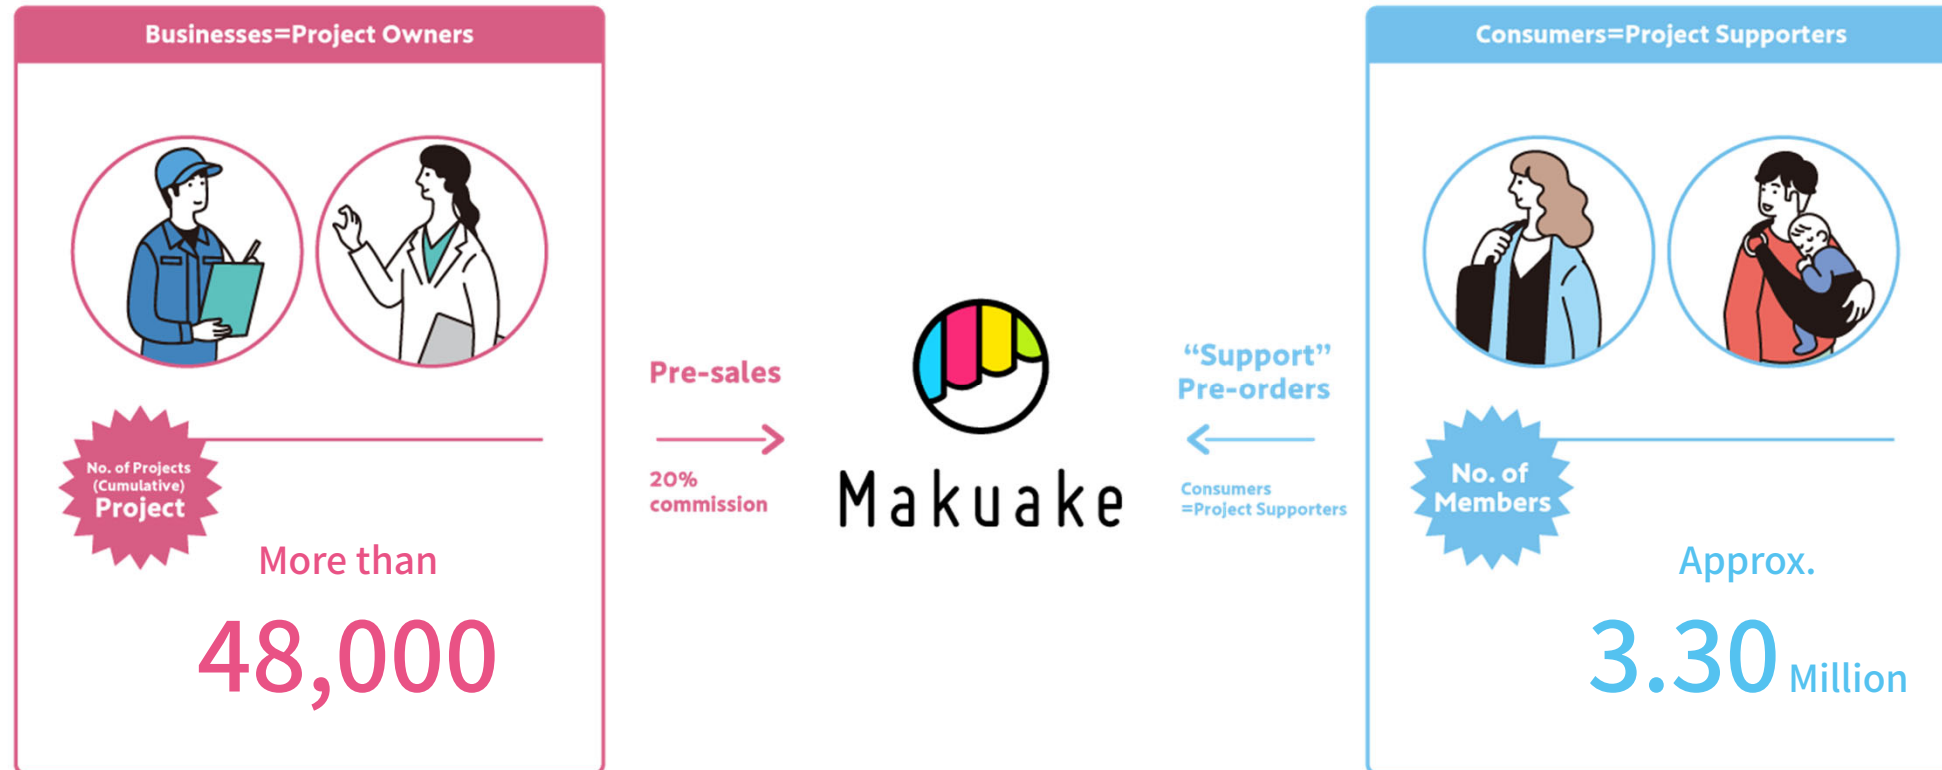 Businesses=Project Owners
No. of Projects
(Cumulative)
Project
More than
48,000
Pre-sales
20%
commission
Makuake
“Support”
Pre-orders
Consumers
=Project Supporters
Consumers=Project Supporters
No. of
Members
Approx.
3.30 Million